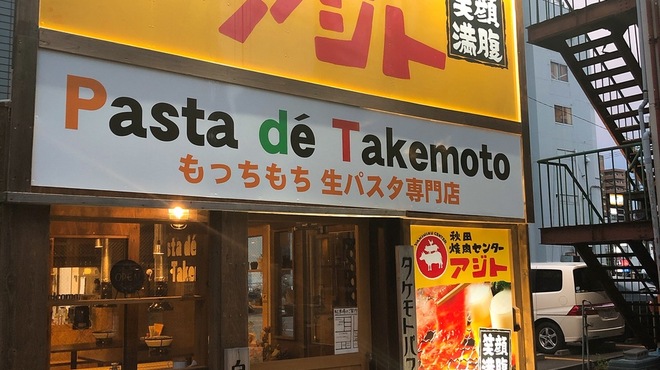 アジト
笑顔
満腹
Pasta dé Takemoto
もっちもち 生パスタ専門店
sta dé
Take
秋田
焼肉センター
アジト
タケモトパス
笑顔
満腹